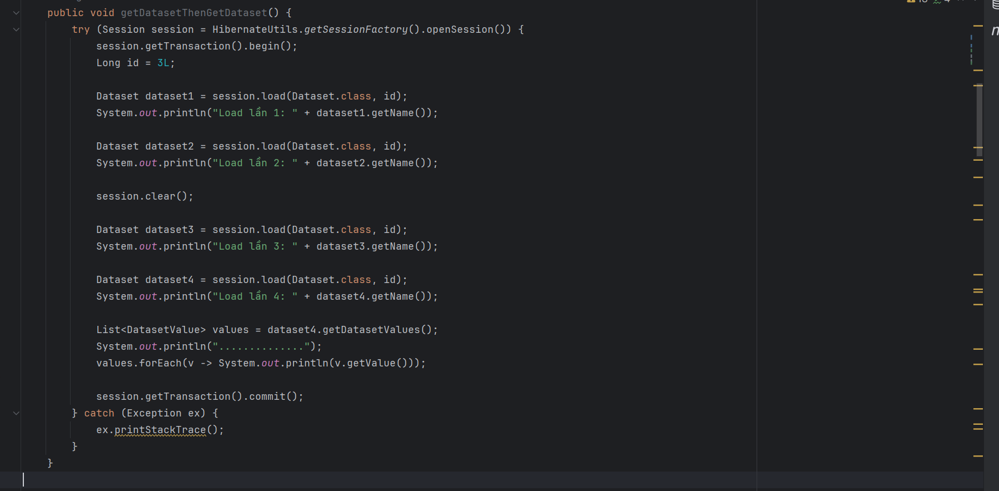 public void getDatasetThenGetDataset() {
    try (Session session = HibernateUtils.getSessionFactory().openSession()) {
        session.getTransaction().begin();
        Long id = 3L;

        Dataset dataset1 = session.load(Dataset.class, id);
        System.out.println("Load lần 1: " + dataset1.getName());

        Dataset dataset2 = session.load(Dataset.class, id);
        System.out.println("Load lần 2: " + dataset2.getName());

        session.clear();

        Dataset dataset3 = session.load(Dataset.class, id);
        System.out.println("Load lần 3: " + dataset3.getName());

        Dataset dataset4 = session.load(Dataset.class, id);
        System.out.println("Load lần 4: " + dataset4.getName());

        List<DatasetValue> values = dataset4.getDatasetValues();
        System.out.println("..............");
        values.forEach(v -> System.out.println(v.getValue()));

        session.getTransaction().commit();
    } catch (Exception ex) {
        ex.printStackTrace();
    }
}